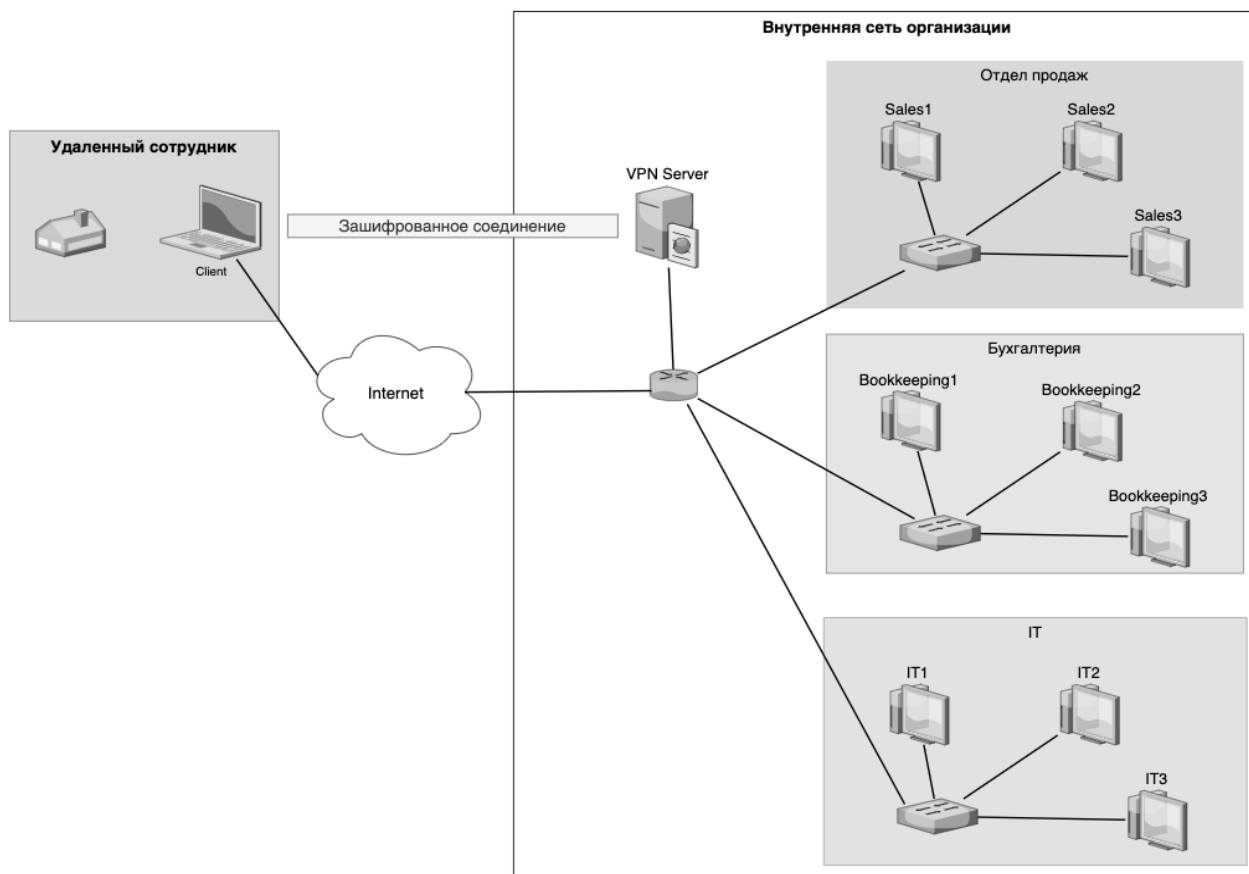 Внутренняя сеть организации
Отдел продаж
Sales1
Sales2
Sales3
Удаленный сотрудник
Client
VPN Server
Зашифрованное соединение
Internet
Бухгалтерия
Bookkeeping1
Bookkeeping2
Bookkeeping3
IT
IT1
IT2
IT3